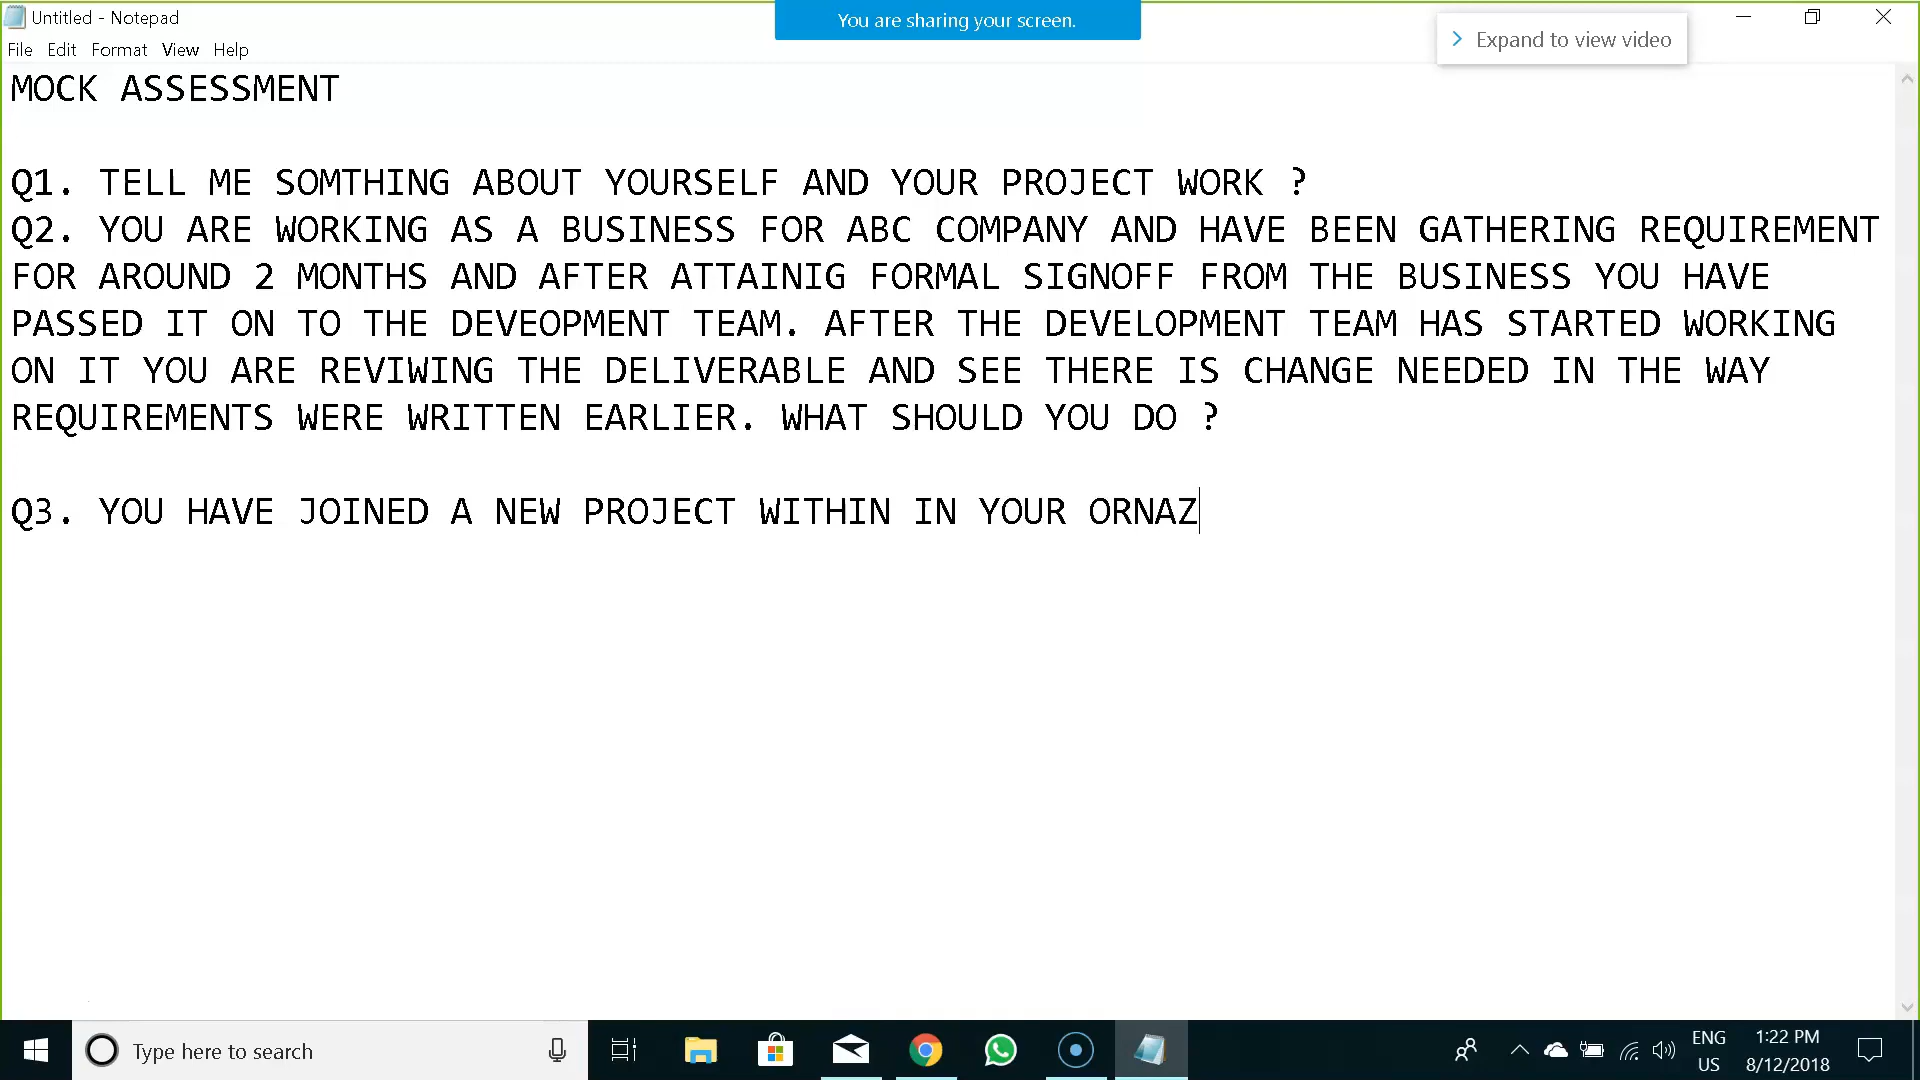 Untitled - Notepad
You are sharing your screen.
Expand to view video
File Edit Format View Help
MOCK ASSESSMENT
Q1. TELL ME SOMTHING ABOUT YOURSELF AND YOUR PROJECT WORK ?
Q2. YOU ARE WORKING AS A BUSINESS FOR ABC COMPANY AND HAVE BEEN GATHERING REQUIREMENT
FOR AROUND 2 MONTHS AND AFTER ATTAINIG FORMAL SIGNOFF FROM THE BUSINESS YOU HAVE
PASSED IT ON TO THE DEVEOPMENT TEAM. AFTER THE DEVELOPMENT TEAM HAS STARTED WORKING
ON IT YOU ARE REVIWING THE DELIVERABLE AND SEE THERE IS CHANGE NEEDED IN THE WAY
REQUIREMENTS WERE WRITTEN EARLIER. WHAT SHOULD YOU DO ?
Q3. YOU HAVE JOINED A NEW PROJECT WITHIN IN YOUR ORNAZ
Type here to search
ENG
US
1:22 PM
8/12/2018